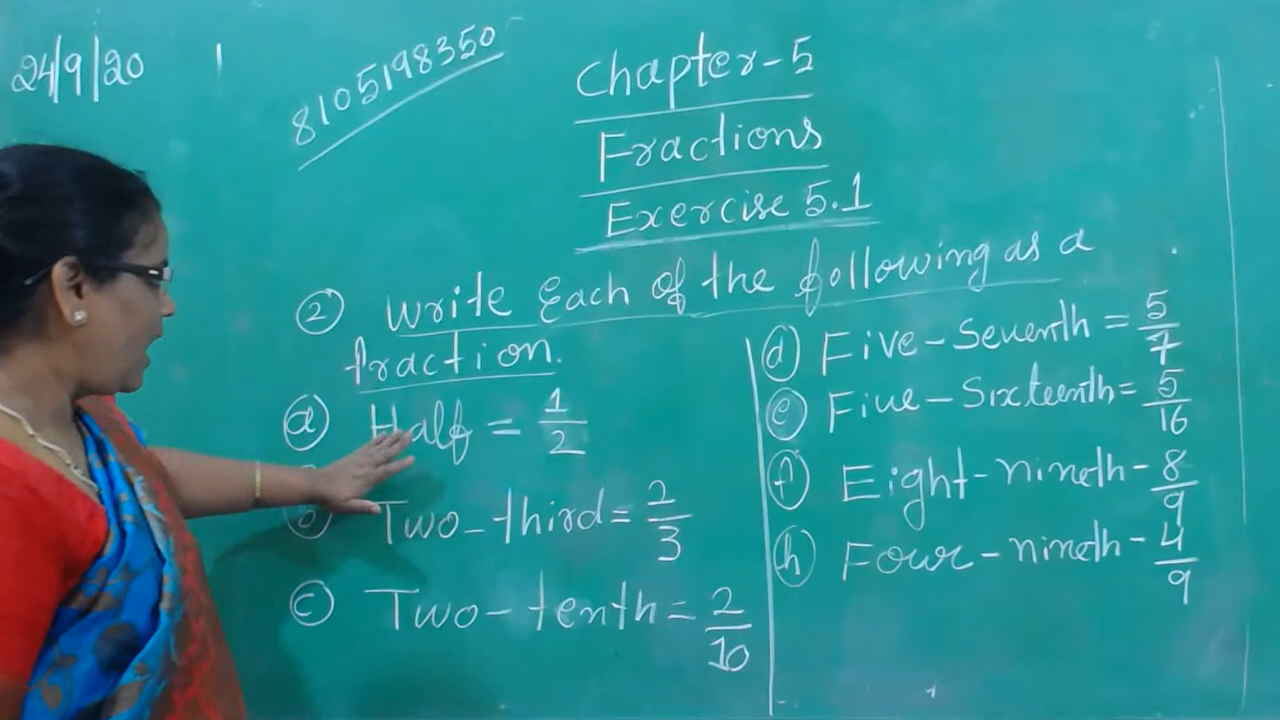 24/9/20
8105198350
Chapter-5
Fractions
Exercise 5.1
② Write Each of the following as a
fraction.
ⓐ Half = 1/2
ⓑ Two-third = 2/3
ⓒ Two-tenth = 2/10
ⓓ Five-Seventh = 5/7
ⓔ Five-Sixteenth = 5/16
ⓕ Eight-nineth - 8/9
ⓗ Four-nineth - 4/9